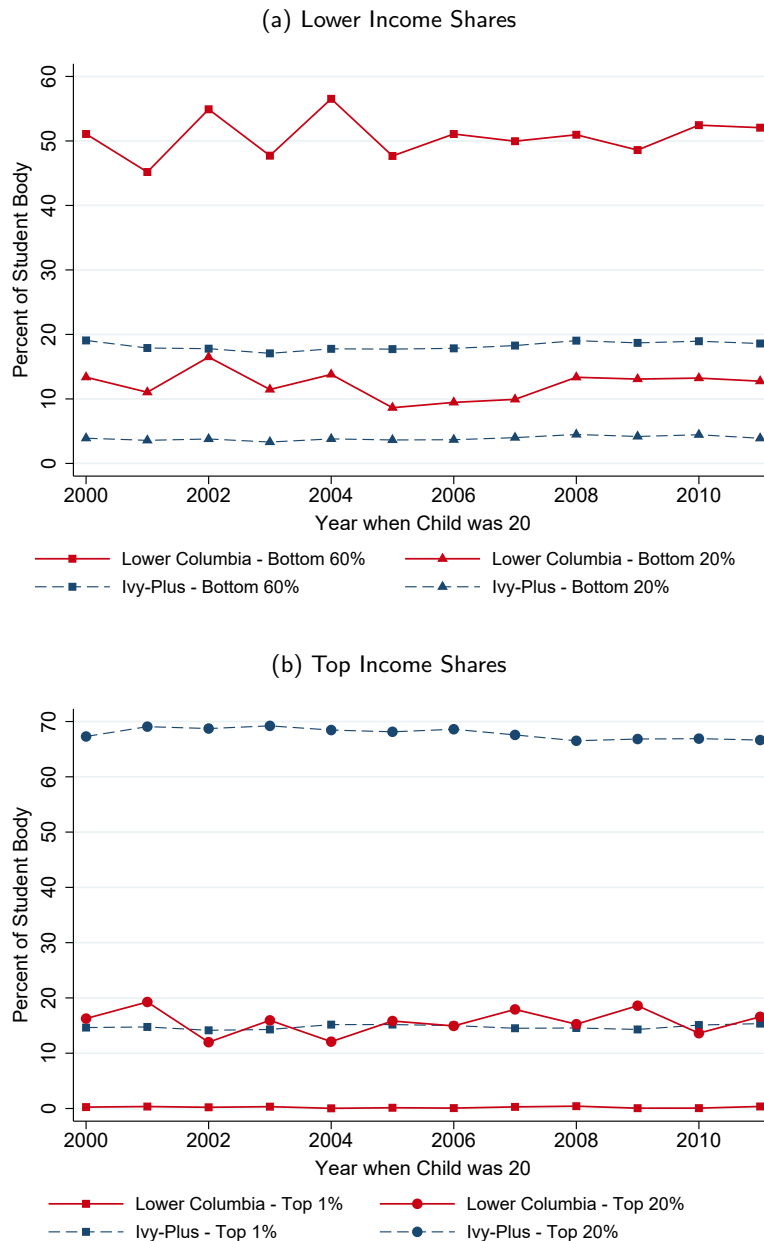 (a) Lower Income Shares
Percent of Student Body
60
50
40
30
20
10
0
2000 2002 2004 2006 2008 2010
Year when Child was 20
Lower Columbia - Bottom 60% Lower Columbia - Bottom 20%
Ivy-Plus - Bottom 60% Ivy-Plus - Bottom 20%
(b) Top Income Shares
Percent of Student Body
70
60
50
40
30
20
10
0
2000 2002 2004 2006 2008 2010
Year when Child was 20
Lower Columbia - Top 1% Lower Columbia - Top 20%
Ivy-Plus - Top 1% Ivy-Plus - Top 20%